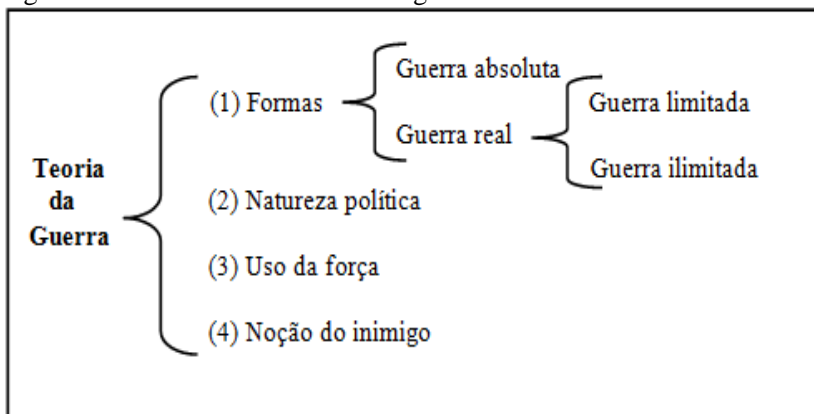 Guerra absoluta
(1) Formas
Guerra real
Guerra limitada
Guerra ilimitada
Teoria
da
Guerra
(2) Natureza política
(3) Uso da força
(4) Noção do inimigo